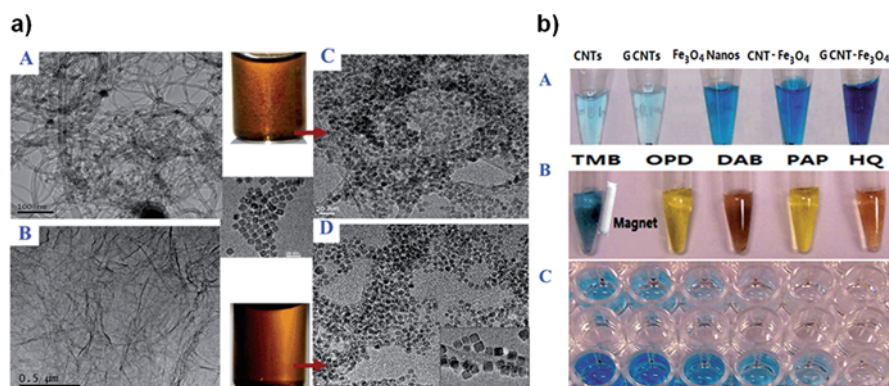 a)
A
100 nm
C
B
0.5 µm
D
b)
CNTs GCNTs Fe3O4 Nanos CNT-Fe3O4 GCNT-Fe3O4
A
TMB OPD DAB PAP HQ
B
Magnet
C